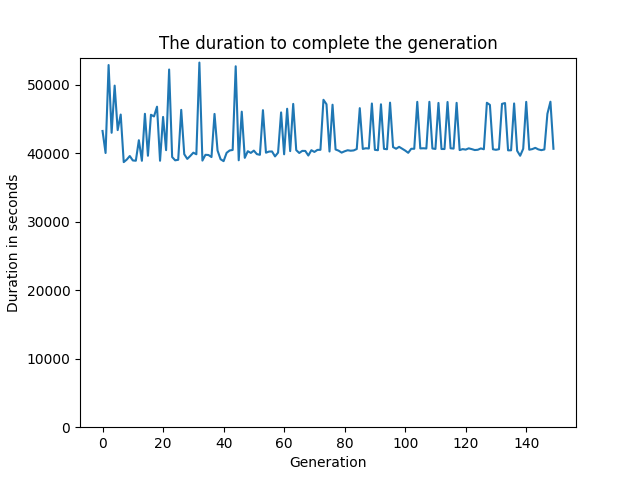 The duration to complete the generation
Duration in seconds
50000
40000
30000
20000
10000
0
0 20 40 60 80 100 120 140
Generation